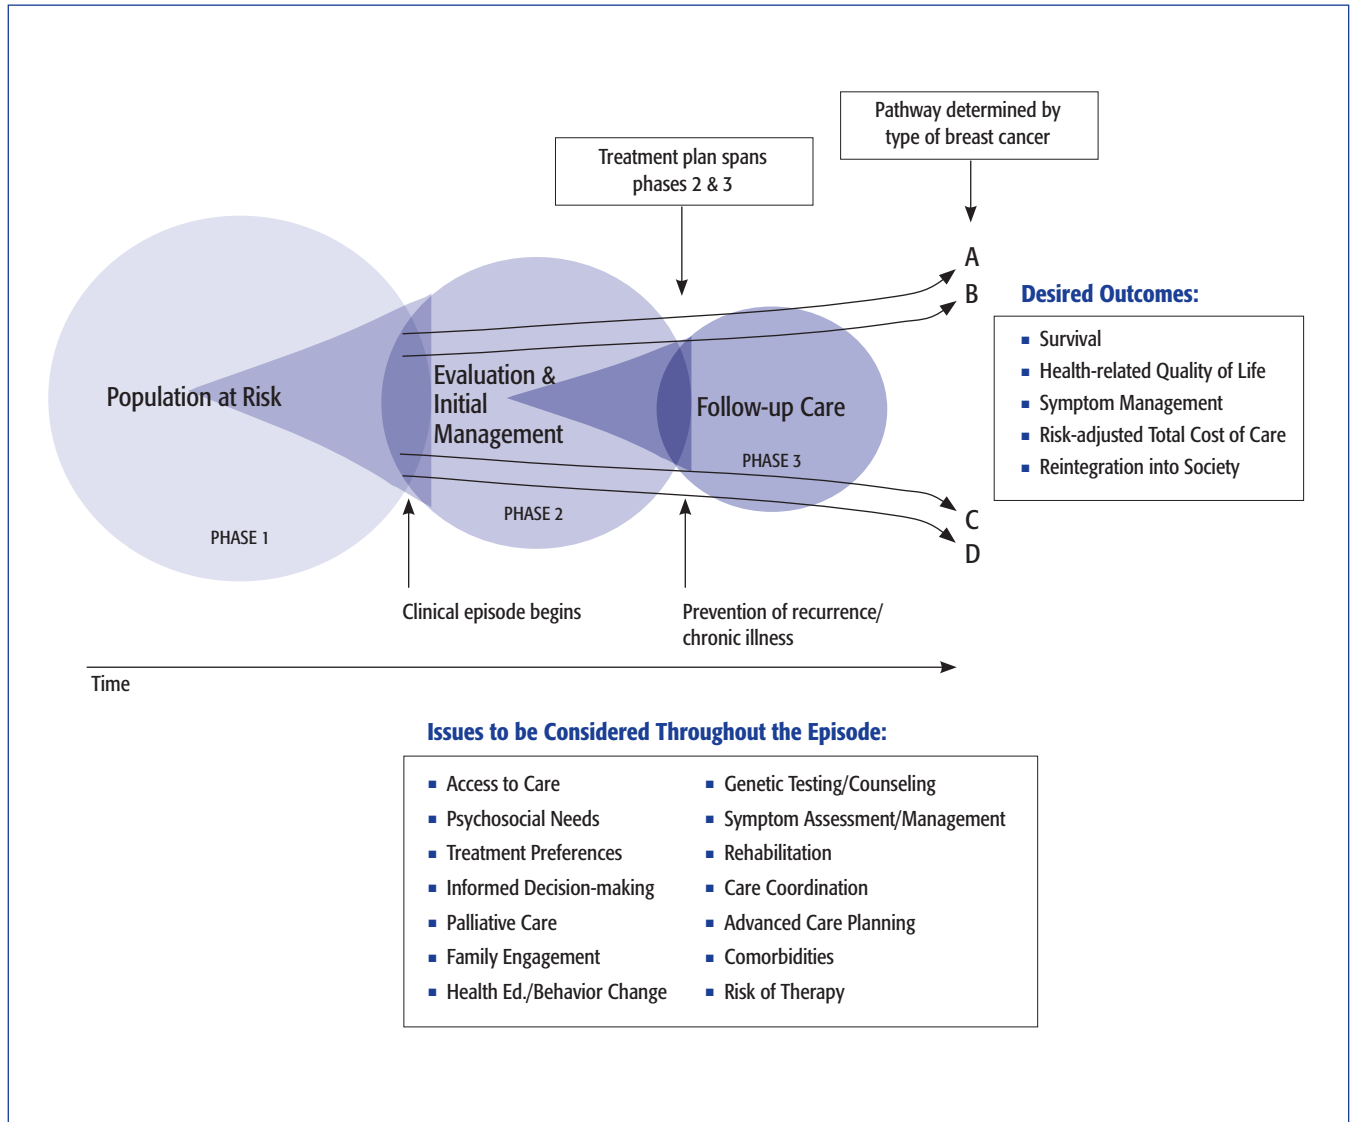 Pathway determined by
type of breast cancer
Treatment plan spans
phases 2 & 3
A
B
Desired Outcomes:
▪ Survival
▪ Health-related Quality of Life
▪ Symptom Management
▪ Risk-adjusted Total Cost of Care
▪ Reintegration into Society
Population at Risk
PHASE 1
Evaluation &
Initial
Management
PHASE 2
Follow-up Care
PHASE 3
C
D
Clinical episode begins
Prevention of recurrence/
chronic illness
Time
Issues to be Considered Throughout the Episode:
▪ Access to Care
▪ Psychosocial Needs
▪ Treatment Preferences
▪ Informed Decision-making
▪ Palliative Care
▪ Family Engagement
▪ Health Ed./Behavior Change
▪ Genetic Testing/Counseling
▪ Symptom Assessment/Management
▪ Rehabilitation
▪ Care Coordination
▪ Advanced Care Planning
▪ Comorbidities
▪ Risk of Therapy